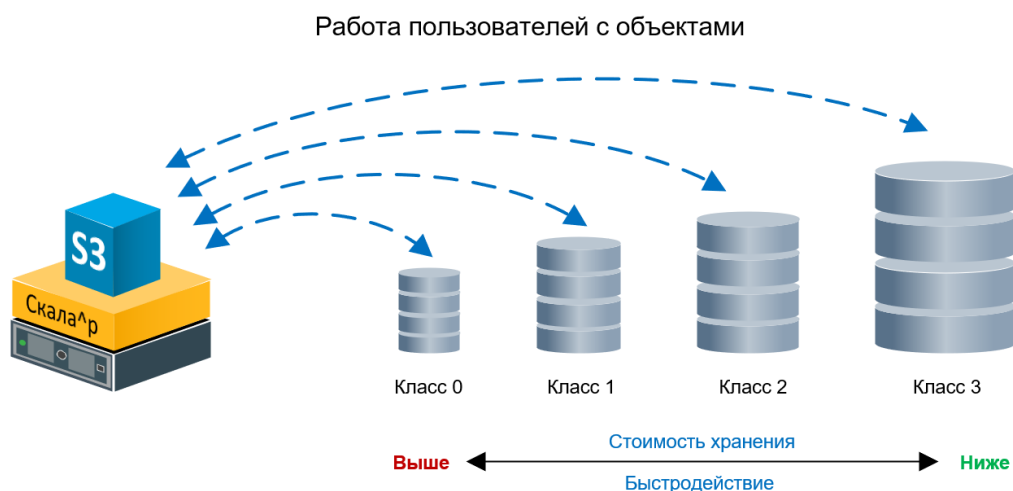 Работа пользователей с объектами
S3
Скала^р
Класс 0
Класс 1
Класс 2
Класс 3
Стоимость хранения
Выше
Ниже
Быстродействие